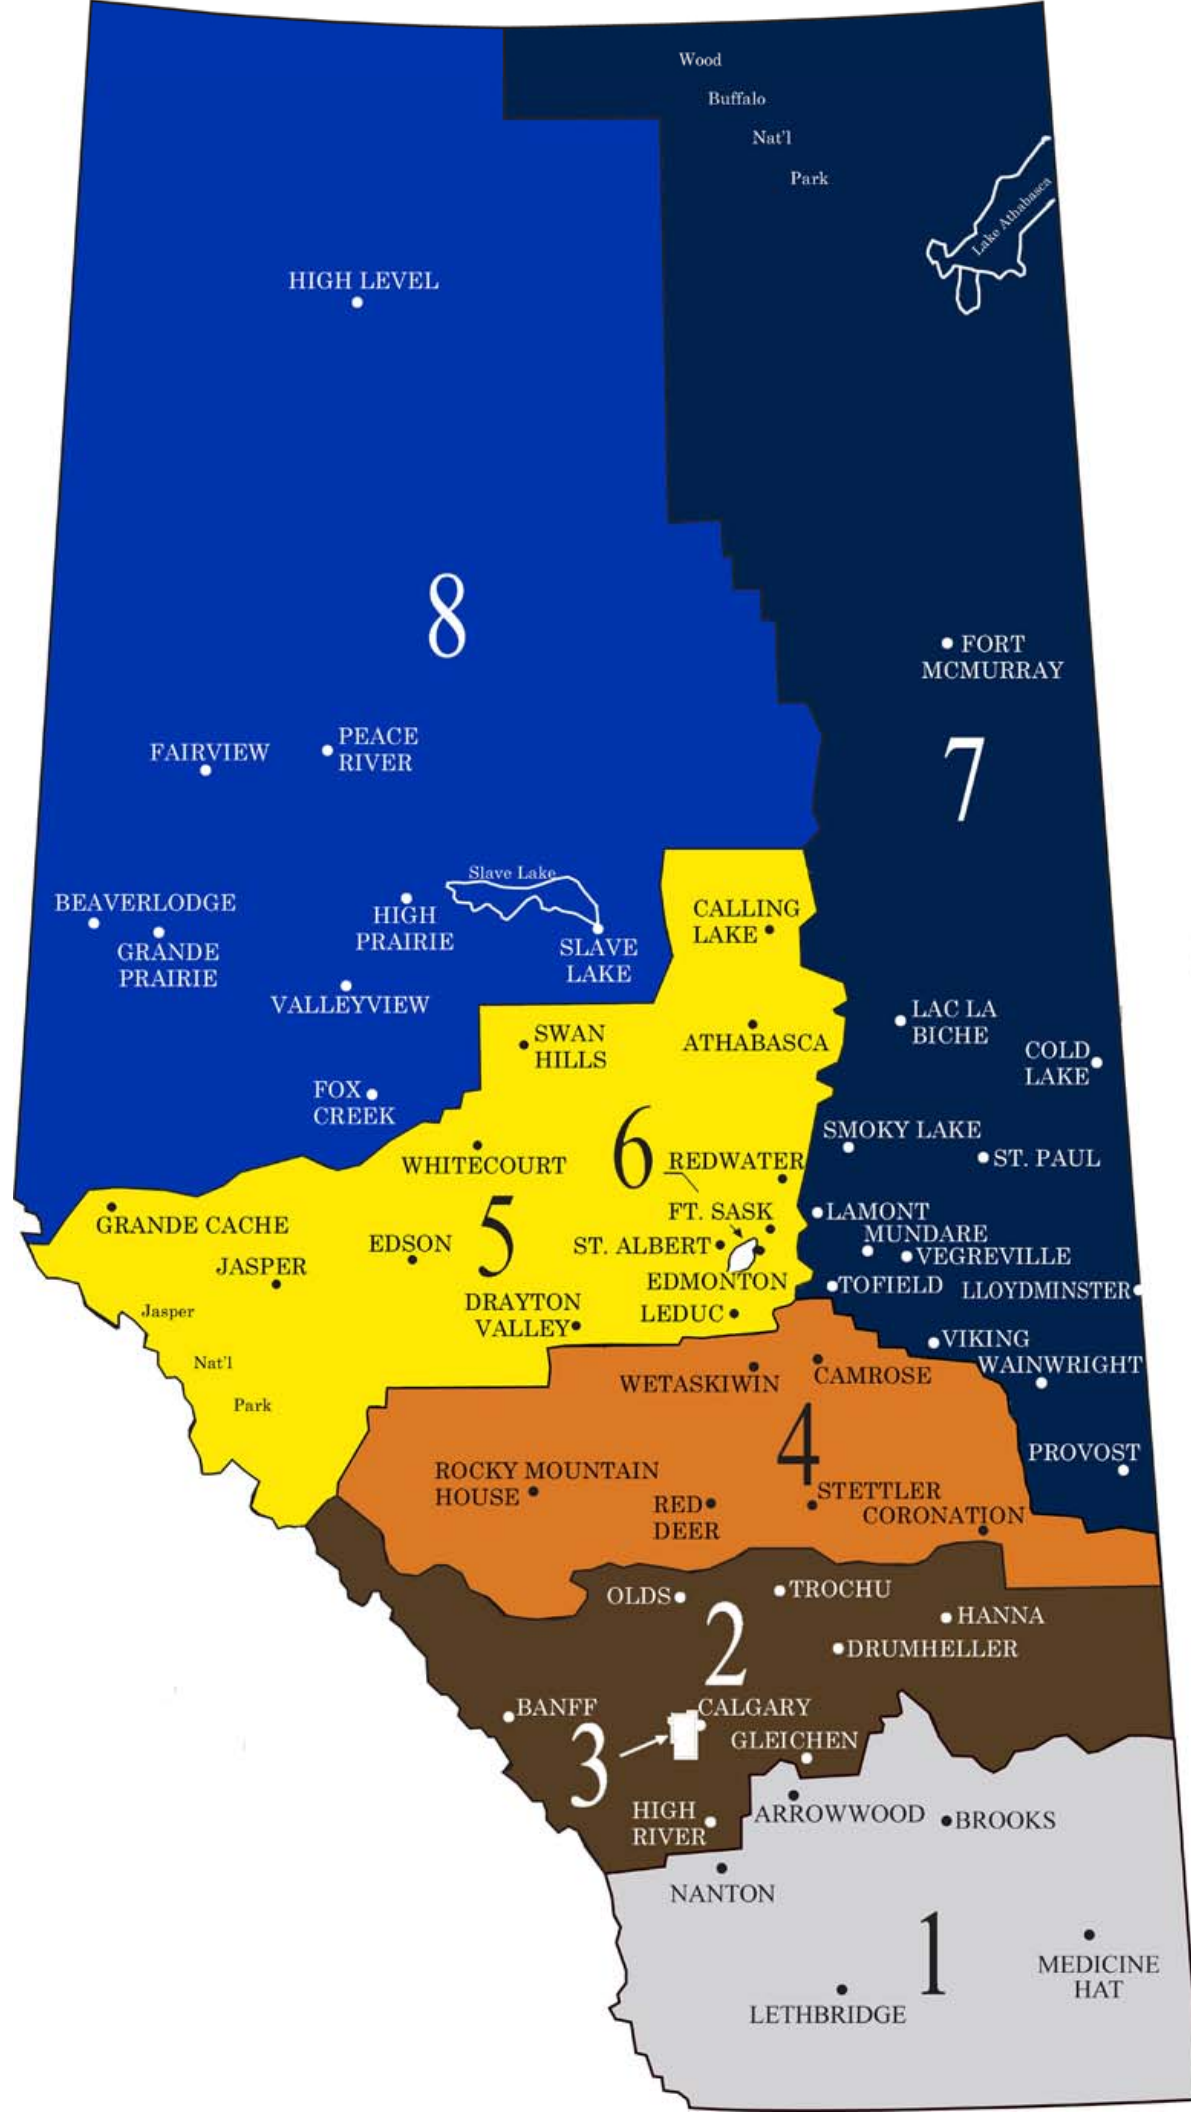 Wood
Buffalo
Nat'l
Park
Lake Athabasca
HIGH LEVEL
8
FORT
MCMURRAY
7
PEACE
RIVER
FAIRVIEW
Slave Lake
BEAVERLODGE
GRANDE
PRAIRIE
HIGH
PRAIRIE
SLAVE
LAKE
CALLING
LAKE
VALLEYVIEW
LAC LA
BICHE
SWAN
HILLS
ATHABASCA
COLD
LAKE
FOX
CREEK
6
SMOKY LAKE
ST. PAUL
WHITECOURT
REDWATER
GRANDE CACHE
5
FT. SASK
LAMONT
MUNDARE
EDSON
ST. ALBERT
VEGREVILLE
JASPER
EDMONTON
TOFIELD
LLOYDMINSTER
Jasper
Nat'l
Park
DRAYTON
VALLEY
LEDUC
VIKING
WAINWRIGHT
WETASKIWIN
CAMROSE
4
PROVOST
ROCKY MOUNTAIN
HOUSE
RED
DEER
STETTLER
CORONATION
OLDS
TROCHU
2
HANNA
DRUMHELLER
BANFF
CALGARY
3
GLEICHEN
HIGH
RIVER
ARROWWOOD
BROOKS
NANTON
1
MEDICINE
HAT
LETHBRIDGE